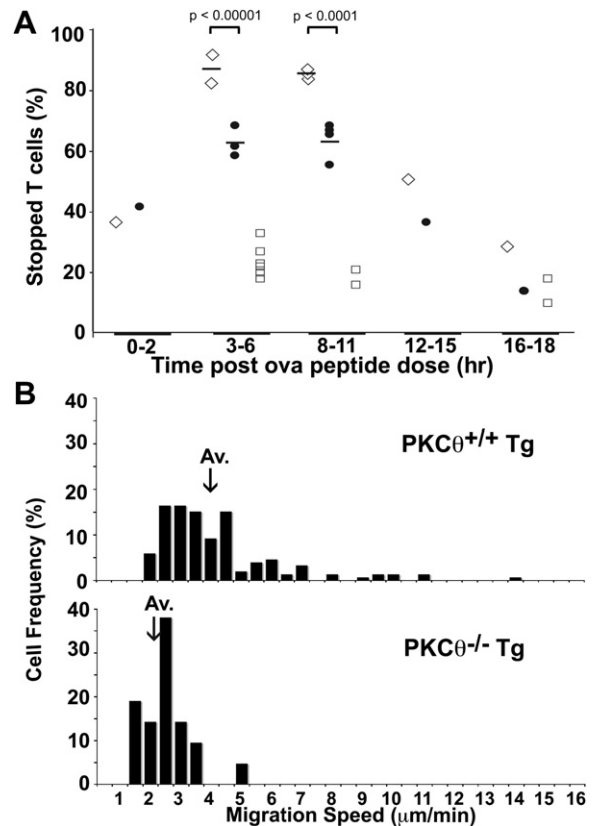 A
p < 0.00001
p < 0.0001
Stopped T cells (%)
100
80
60
40
20
0
0-2
3-6
8-11
12-15
16-18
Time post ova peptide dose (hr)
B
Cell Frequency (%)
40
30
20
10
0
Av.
PKCθ+/+ Tg
40
30
20
10
0
Av.
PKCθ-/- Tg
1 2 3 4 5 6 7 8 9 10 11 12 13 14 15 16
Migration Speed (μm/min)